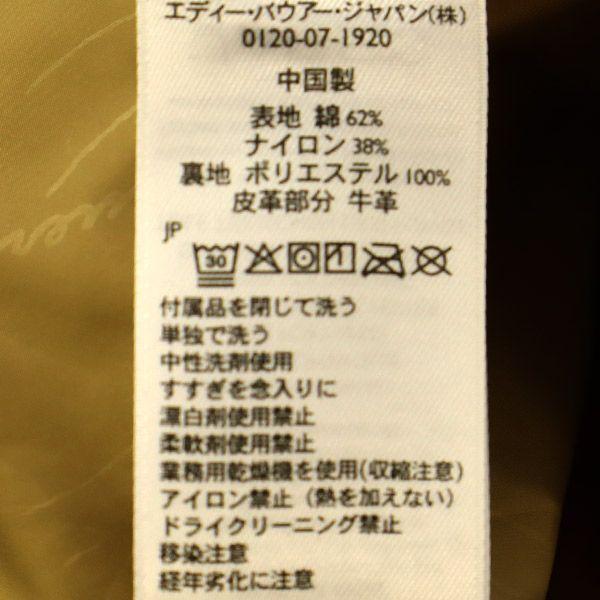 エディー・バウアー・ジャパン(株)
0120-07-1920
中国製
表地 綿 62%
ナイロン 38%
裏地 ポリエステル 100%
皮革部分 牛革
JP
30
付属品を閉じて洗う
単独で洗う
中性洗剤使用
すすぎを念入りに
漂白剤使用禁止
柔軟剤使用禁止
業務用乾燥機を使用(収縮注意)
アイロン禁止（熱を加えない）
ドライクリーニング禁止
移染注意
経年劣化に注意